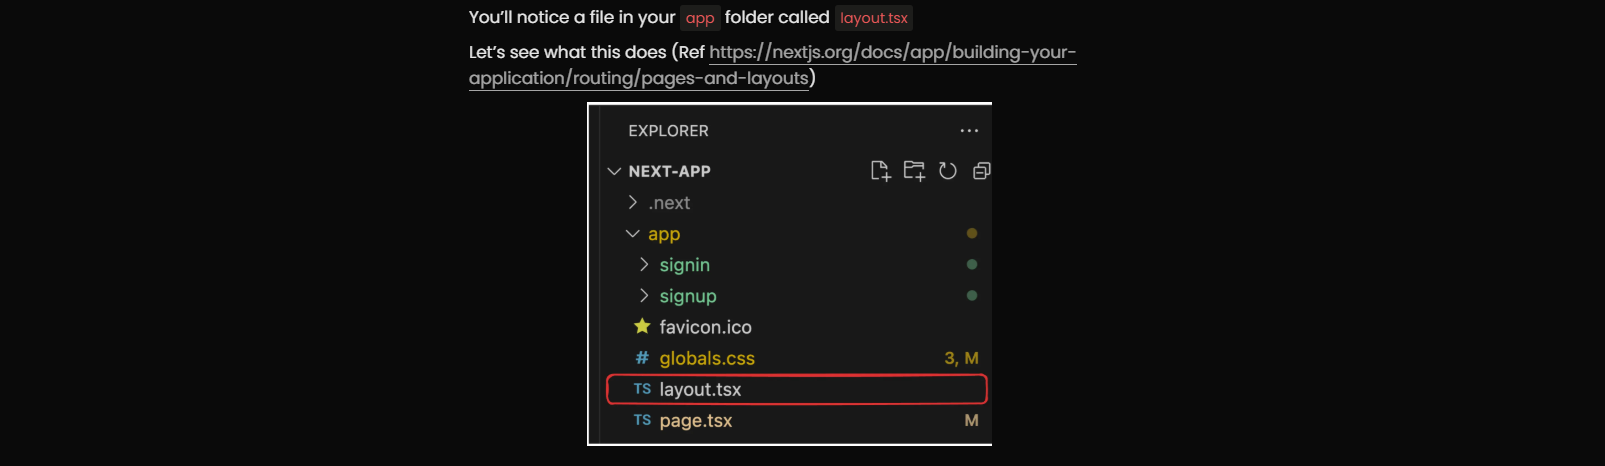 You'll notice a file in your app folder called layout.tsx
Let's see what this does (Ref https://nextjs.org/docs/app/building-your-
application/routing/pages-and-layouts)
EXPLORER ...
NEXT-APP
.next
app
signin
signup
favicon.ico
# globals.css 3, M
TS layout.tsx
TS page.tsx M